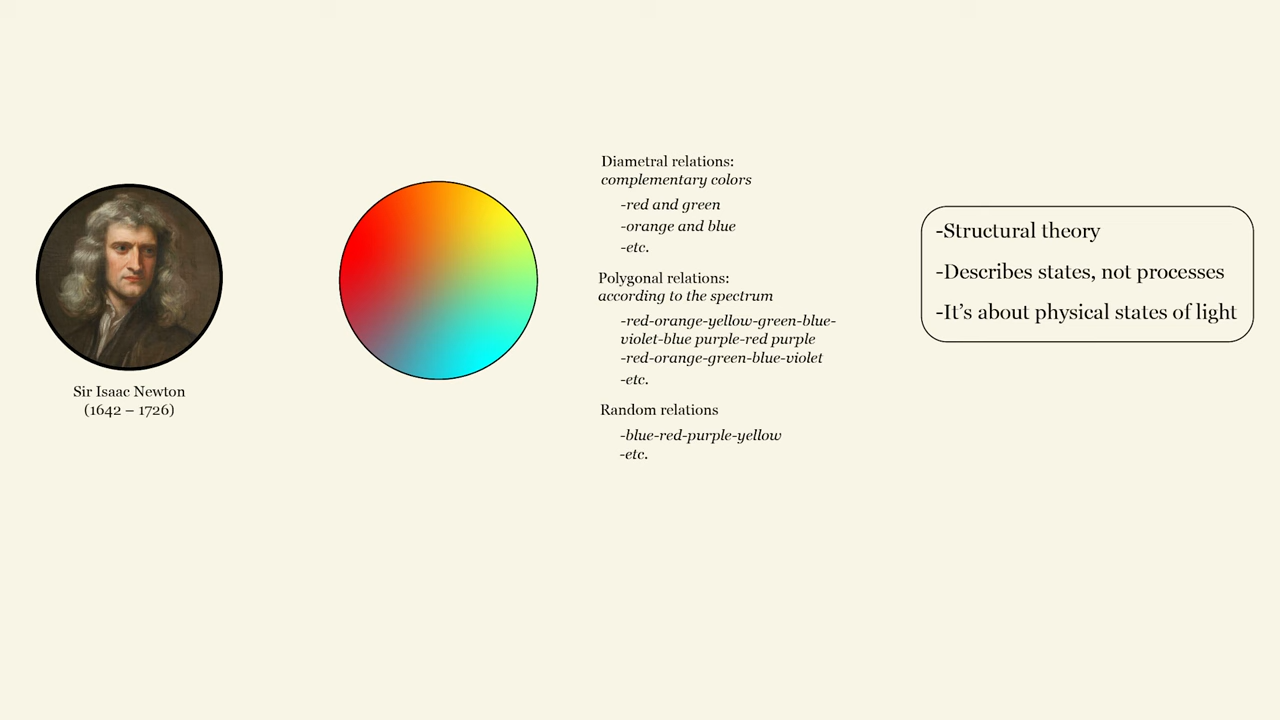 Sir Isaac Newton
(1642 – 1726)
Diametral relations:
complementary colors
-red and green
-orange and blue
-etc.
Polygonal relations:
according to the spectrum
-red-orange-yellow-green-blue-
violet-blue purple-red purple
-red-orange-green-blue-violet
-etc.
Random relations
-blue-red-purple-yellow
-etc.
-Structural theory
-Describes states, not processes
-It’s about physical states of light